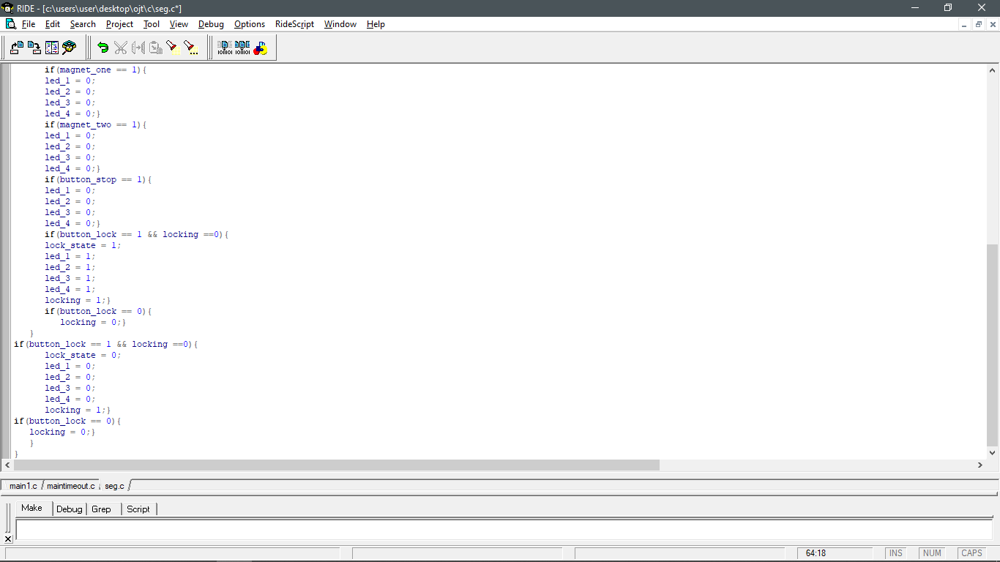 RIDE - [c:\users\user\desktop\ojt\c\seg.c*]
File Edit Search Project Tool View Debug Options RideScript Window Help
if(magnet_one == 1){
led_1 = 0;
led_2 = 0;
led_3 = 0;
led_4 = 0;}
if(magnet_two == 1){
led_1 = 0;
led_2 = 0;
led_3 = 0;
led_4 = 0;}
if(button_stop == 1){
led_1 = 0;
led_2 = 0;
led_3 = 0;
led_4 = 0;}
if(button_lock == 1 && locking ==0){
lock_state = 1;
led_1 = 1;
led_2 = 1;
led_3 = 1;
led_4 = 1;
locking = 1;}
if(button_lock == 0){
locking = 0;}
}
if(button_lock == 1 && locking ==0){
lock_state = 0;
led_1 = 0;
led_2 = 0;
led_3 = 0;
led_4 = 0;
locking = 1;}
if(button_lock == 0){
locking = 0;}
}
}
main1.c maintimeout.c seg.c
Make Debug Grep Script
64:18 INS NUM CAPS